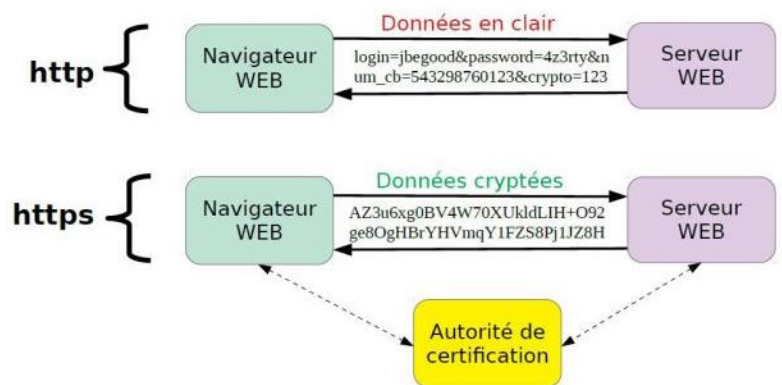 http
Navigateur
WEB
Données en clair
login=jbegood&password=4z3rty&n
um_cb=543298760123&crypto=123
Serveur
WEB
https
Navigateur
WEB
Données cryptées
AZ3u6xg0BV4W70XUkldLIH+O92
ge8OgHBrYHVmqY1FZS8Pj1JZ8H
Serveur
WEB
Autorité de
certification